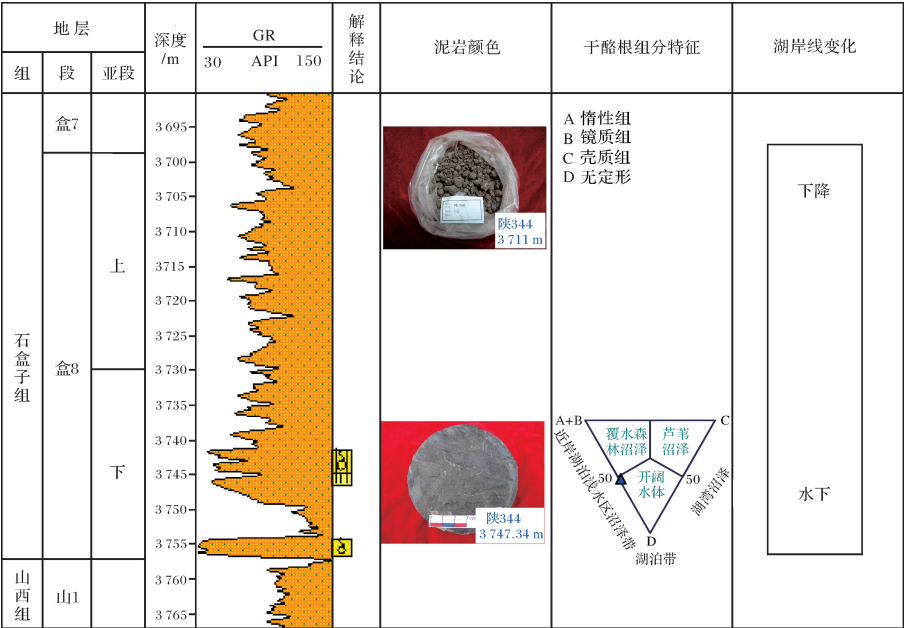 地层
组
段
亚段
深度
/m
GR
30 API 150
解释结论
泥岩颜色
干酪根组分特征
湖岸线变化
石盒子组
山西组
盒7
盒8
山1
上
下
3 695
3 700
3 705
3 710
3 715
3 720
3 725
3 730
3 735
3 740
3 745
3 750
3 755
3 760
3 765
陕344
3 711 m
陕344
3 747.34 m
A 惰性组
B 镜质组
C 壳质组
D 无定形
A+B
C
覆水森
林沼泽
芦苇
沼泽
开阔
水体
50
50
近岸湖泊浅水区沼泽带
湖湾沼泽
D
湖泊带
下降
水下